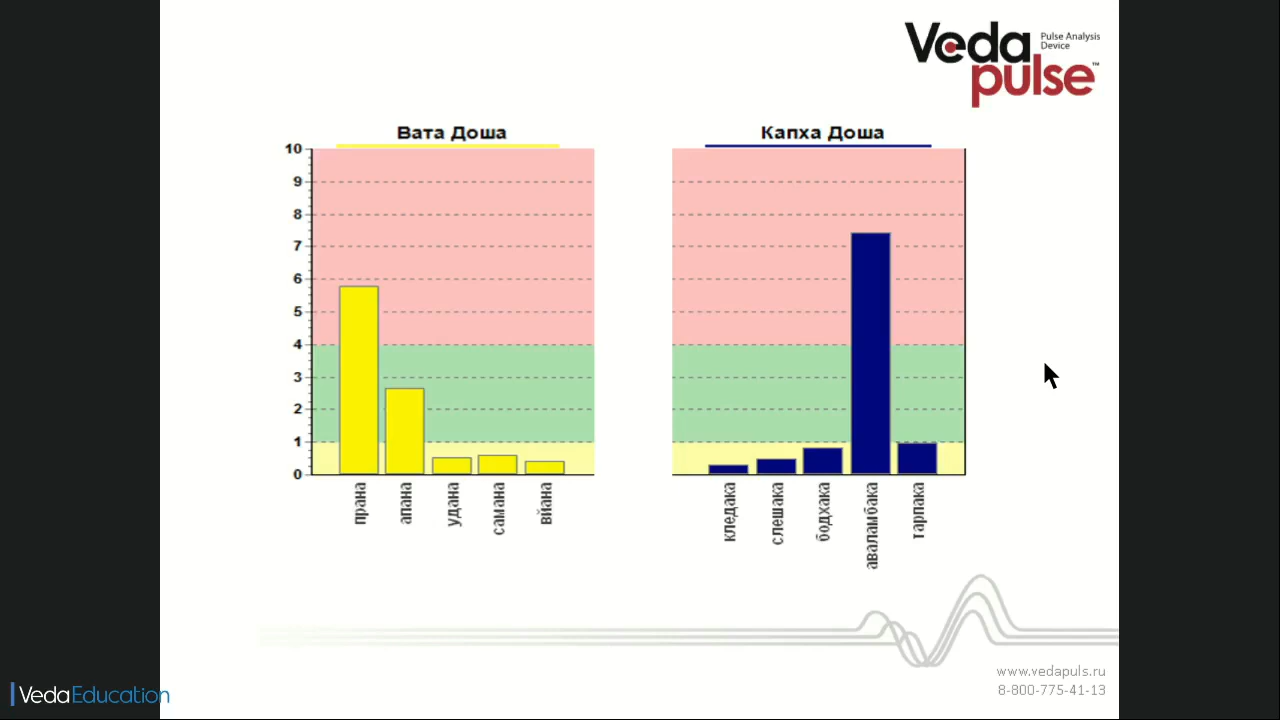 Veda
Pulse Analysis
Device
pulse™
Вата Доша
Капха Доша
10
9
8
7
6
5
4
3
2
1
0
прана
апана
удана
самана
вйана
кледака
слешака
бодхака
аваламбака
тарпака
www.vedapuls.ru
8-800-775-41-13
VedaEducation